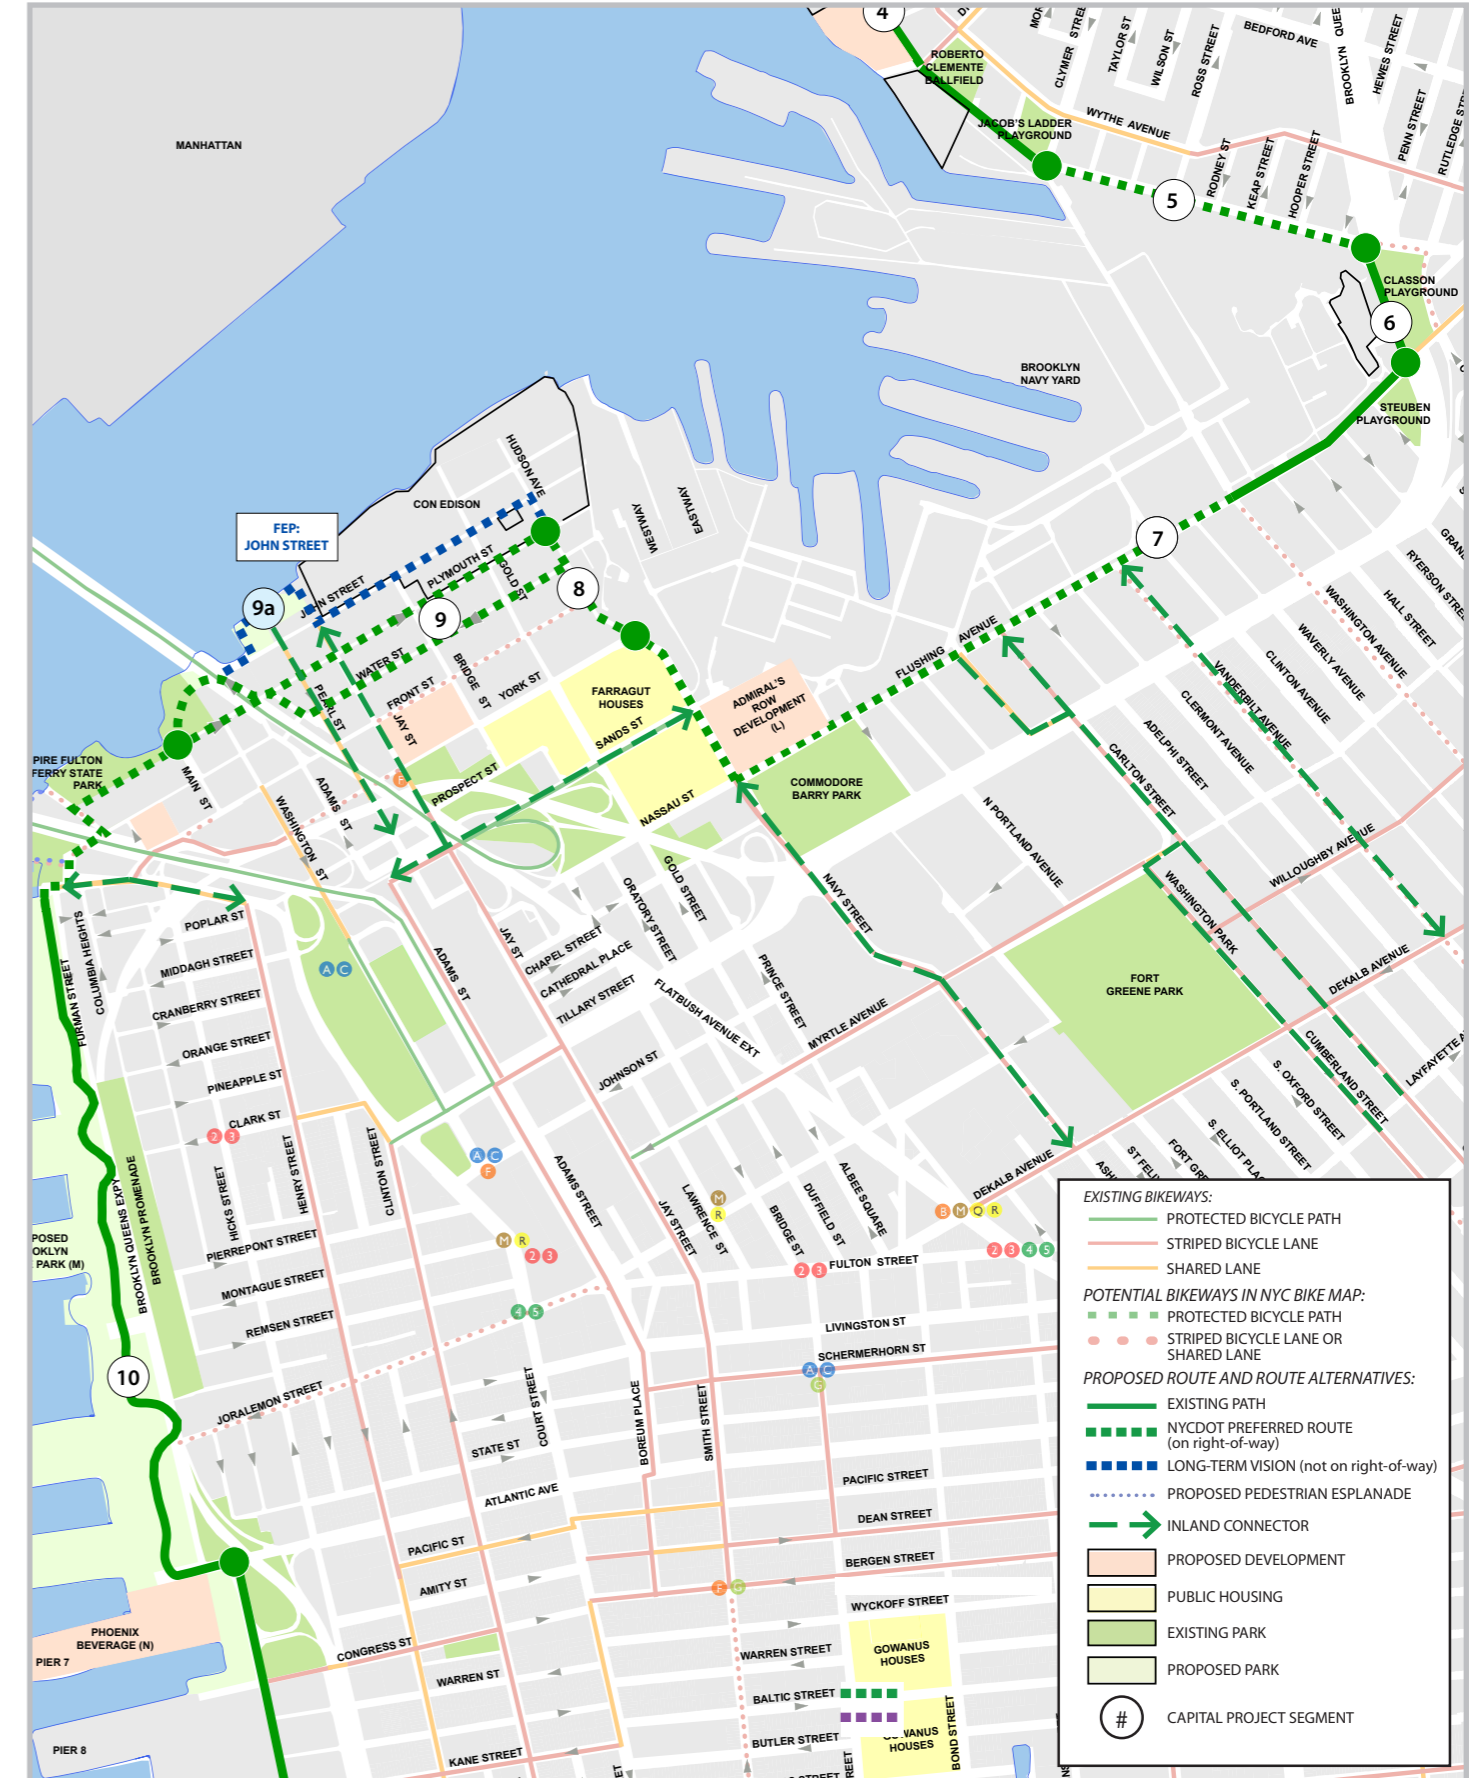 4
ROBERTO
CLEMENTE
BALLFIELD
JACOB'S LADDER
PLAYGROUND
CLYMER STREET
TAYLOR ST
WILSON ST
ROSS STREET
BEDFORD AVE
HEWES STREET
WYTHE AVENUE
PENN STREET
RODNEY ST
KEAP STREET
HOOPER STREET
5
CLASSON
PLAYGROUND
6
STEUBEN
PLAYGROUND
MANHATTAN
BROOKLYN
NAVY YARD
HUDSON AVE
CON EDISON
FEP:
JOHN STREET
WESTWAY
EASTWAY
JOHN STREET
PLYMOUTH ST
GOLD ST
9a
9
8
7
WATER ST
FRONT ST
BRIDGE ST
YORK ST
PEARL ST
JAY ST
FARRAGUT
HOUSES
SANDS ST
ADMIRAL'S
ROW
DEVELOPMENT
(L)
FLUSHING AVENUE
RYERSON STREET
HALL STREET
WASHINGTON AVENUE
WAVERLY AVENUE
CLINTON AVENUE
VANDERBILT AVENUE
CLERMONT AVENUE
ADELPHI STREET
CARLTON STREET
PIRE FULTON
FERRY STATE
PARK
MAIN ST
WASHINGTON ST
ADAMS ST
PROSPECT ST
F
NASSAU ST
COMMODORE
BARRY PARK
N PORTLAND AVENUE
WILLOUGHBY AVENUE
GOLD STREET
ORATORY STREET
NAVY STREET
WASHINGTON PARK
POPLAR ST
MIDDAGH STREET
CRANBERRY STREET
ORANGE STREET
PINEAPPLE ST
CLARK ST
2 3
COLUMBIA HEIGHTS
FURMAN STREET
A C
ADAMS ST
JAY ST
CHAPEL STREET
CATHEDRAL PLACE
TILLARY STREET
FLATBUSH AVENUE EXT
PRINCE STREET
JOHNSON ST
MYRTLE AVENUE
FORT
GREENE PARK
DEKALB AVENUE
CUMBERLAND STREET
S. OXFORD STREET
S. PORTLAND STREET
HICKS STREET
HENRY STREET
CLINTON STREET
A C
F
ADAMS STREET
JAY STREET
LAWRENCE ST
M
R
BRIDGE ST
DUFFIELD ST
ALBEE SQUARE
DEKALB AVENUE
B M Q R
2 3 4 5
BROOKLYN QUEENS EXPY
BROOKLYN PROMENADE
POSED
OKLYN
PARK (M)
PIERREPONT STREET
MONTAGUE STREET
REMSEN STREET
M R
2 3
4 5
2 3
FULTON STREET
LIVINGSTON ST
SCHERMERHORN ST
A C
G
10
JORALEMON STREET
COURT STREET
BOREUM PLACE
SMITH STREET
STATE ST
ATLANTIC AVE
PACIFIC STREET
DEAN STREET
PACIFIC ST
BERGEN STREET
AMITY ST
F G
WYCKOFF STREET
PHOENIX
BEVERAGE (N)
PIER 7
CONGRESS ST
WARREN STREET
GOWANUS
HOUSES
WARREN ST
BALTIC STREET
BUTLER STREET
HOUSES
BOND STREET
PIER 8
KANE STREET
EXISTING BIKEWAYS:
PROTECTED BICYCLE PATH
STRIPED BICYCLE LANE
SHARED LANE
POTENTIAL BIKEWAYS IN NYC BIKE MAP:
PROTECTED BICYCLE PATH
STRIPED BICYCLE LANE OR
SHARED LANE
PROPOSED ROUTE AND ROUTE ALTERNATIVES:
EXISTING PATH
NYCDOT PREFERRED ROUTE
(on right-of-way)
LONG-TERM VISION (not on right-of-way)
PROPOSED PEDESTRIAN ESPLANADE
INLAND CONNECTOR
PROPOSED DEVELOPMENT
PUBLIC HOUSING
EXISTING PARK
PROPOSED PARK
# CAPITAL PROJECT SEGMENT